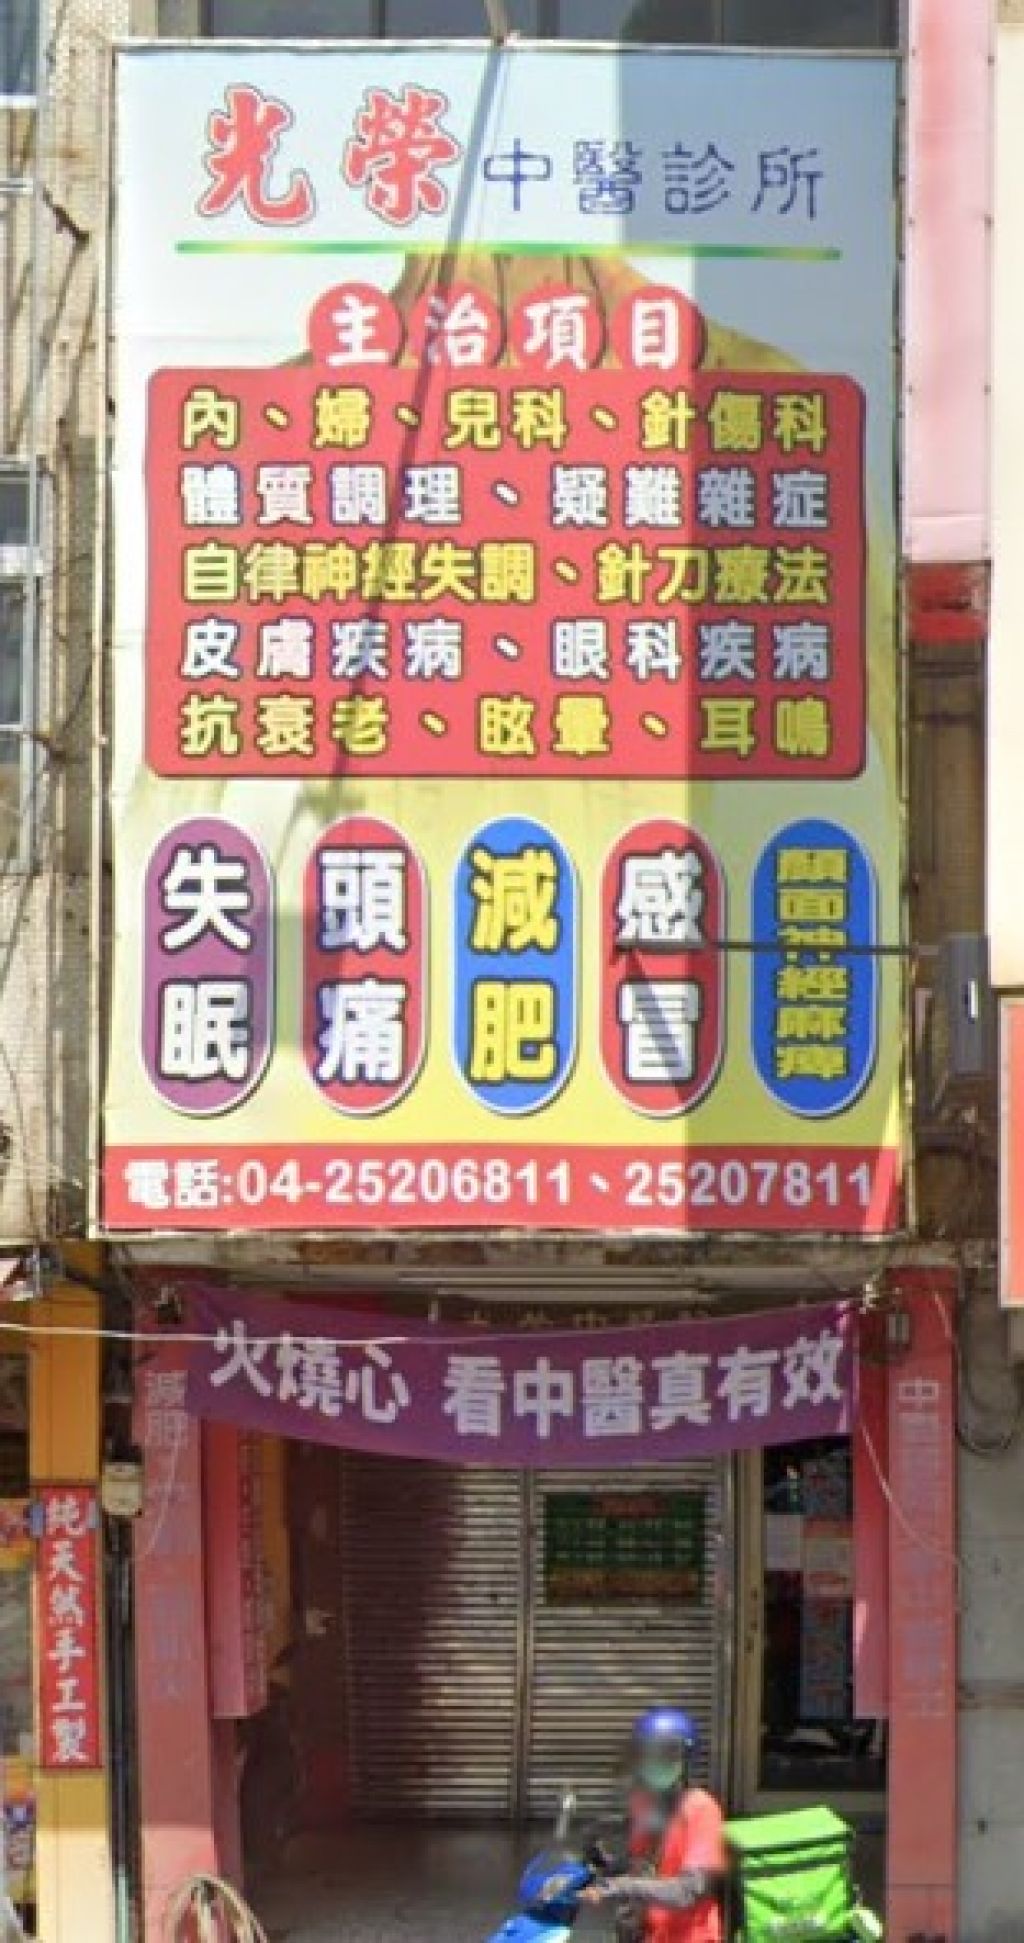 光榮中醫診所
主治項目
內、婦、兒科、針傷科
體質調理、疑難雜症
自律神經失調、針刀療法
皮膚疾病、眼科疾病
抗衰老、眩暈、耳鳴
失眠
頭痛
減肥
感冒
顏面神經麻痺
電話:04-25206811、25207811
火燒心 看中醫真有效
純天然手工製